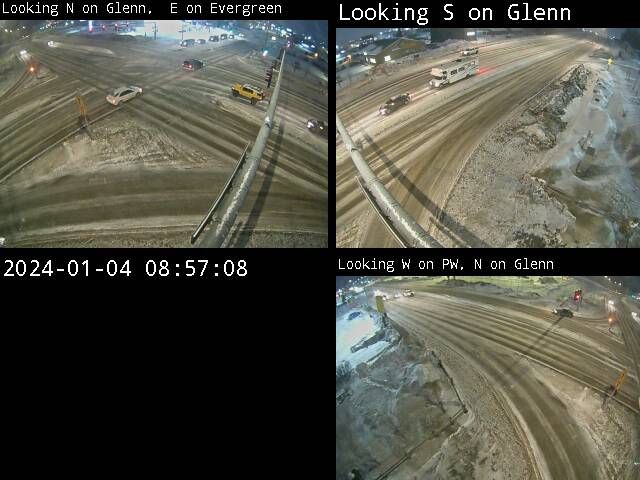 Looking N on Glenn,  E on Evergreen
Looking S on Glenn
2024-01-04 08:57:08
Looking W on PW, N on Glenn